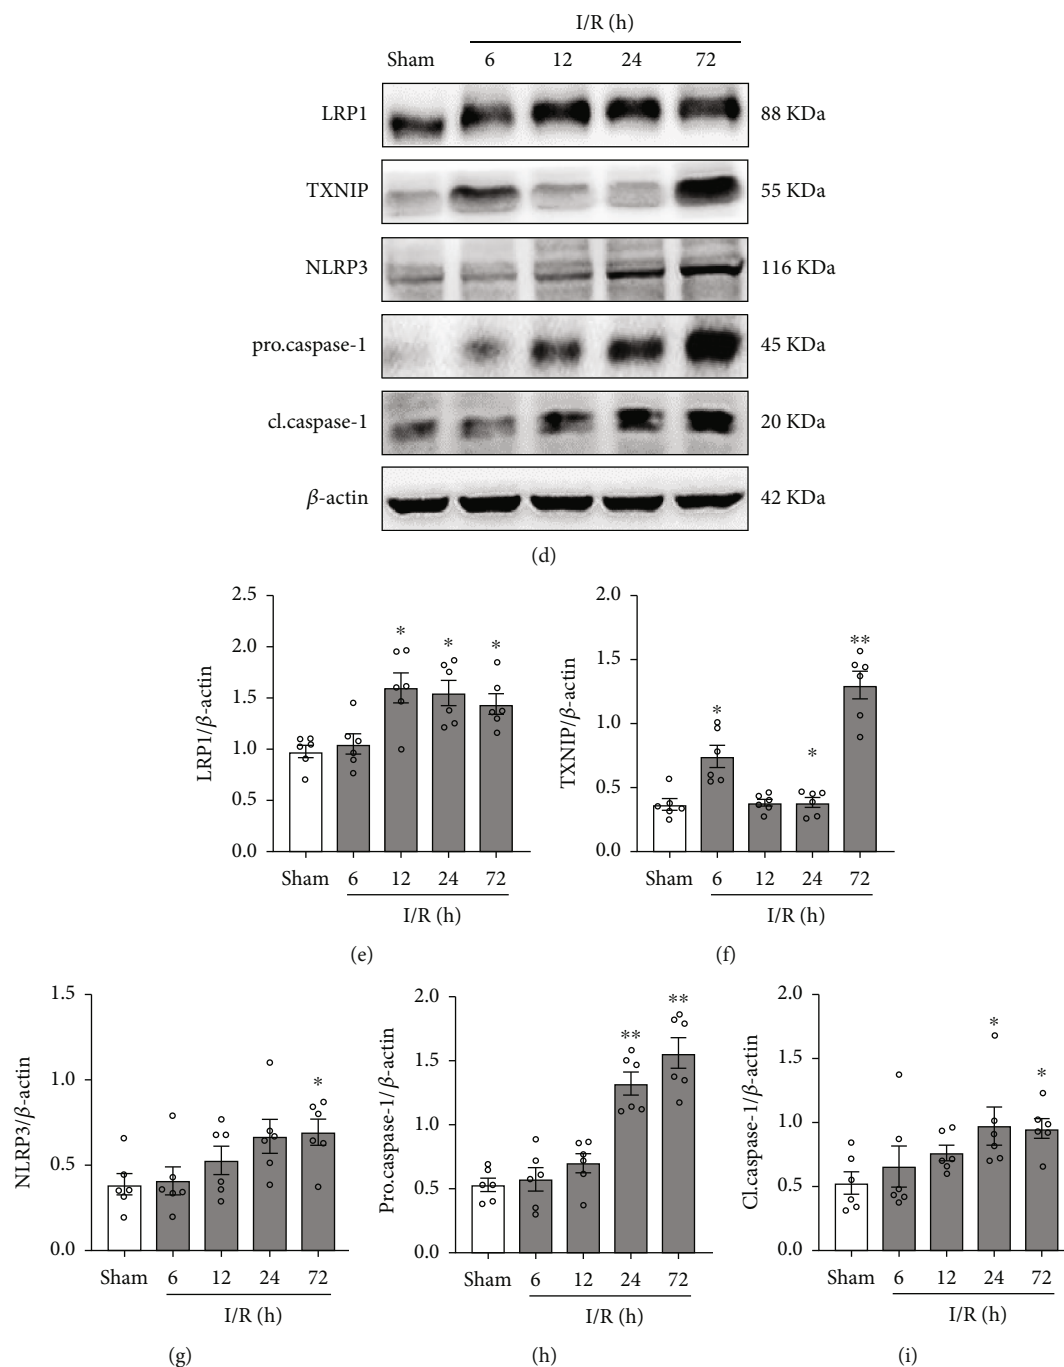 I/R (h)
Sham 6 12 24 72
LRP1 88 KDa
TXNIP 55 KDa
NLRP3 116 KDa
pro.caspase-1 45 KDa
cl.caspase-1 20 KDa
β-actin 42 KDa
(d)
LRP1/β-actin
2.5
2.0
1.5
1.0
0.5
0.0
* * *
Sham 6 12 24 72
I/R (h)
(e)
TXNIP/β-actin
2.0
1.5
1.0
0.5
0.0
* * **
Sham 6 12 24 72
I/R (h)
(f)
NLRP3/β-actin
1.5
1.0
0.5
0.0
*
Sham 6 12 24 72
I/R (h)
(g)
Pro.caspase-1/β-actin
2.0
1.5
1.0
0.5
0.0
** **
Sham 6 12 24 72
I/R (h)
(h)
Cl.caspase-1/β-actin
2.0
1.5
1.0
0.5
0.0
* *
Sham 6 12 24 72
I/R (h)
(i)